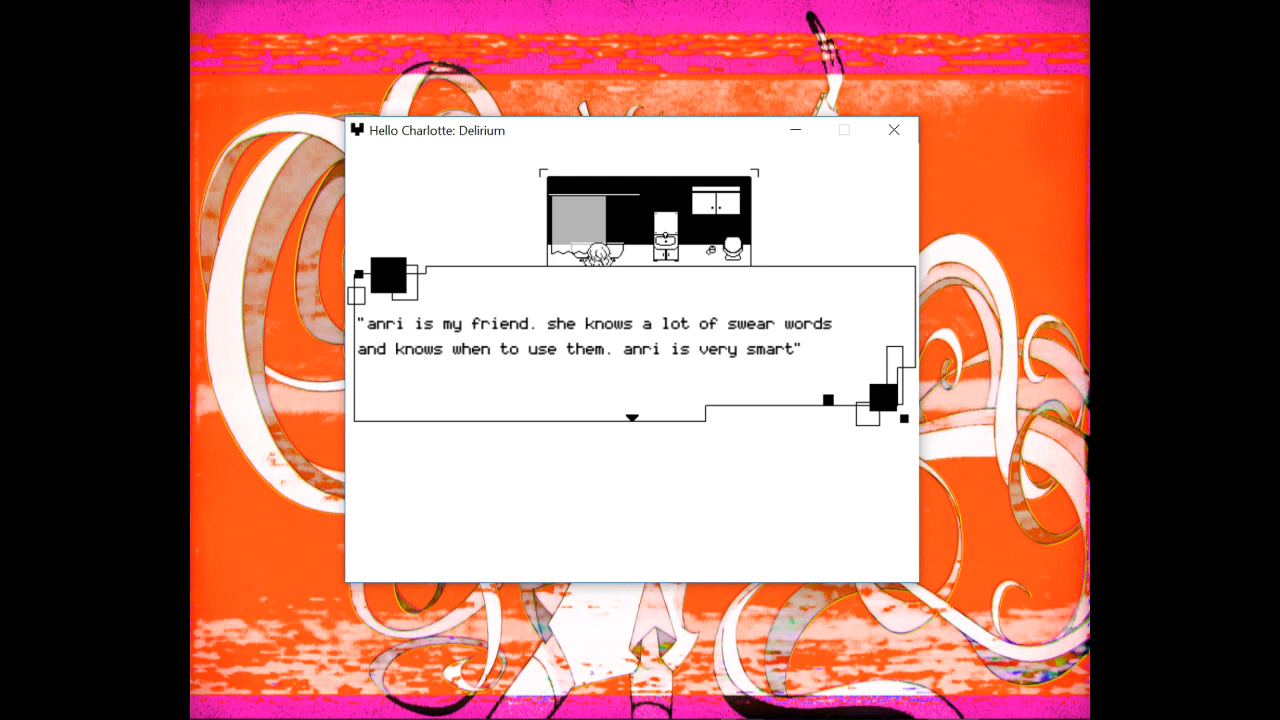 Hello Charlotte: Delirium
"anri is my friend. she knows a lot of swear words
and knows when to use them. anri is very smart"